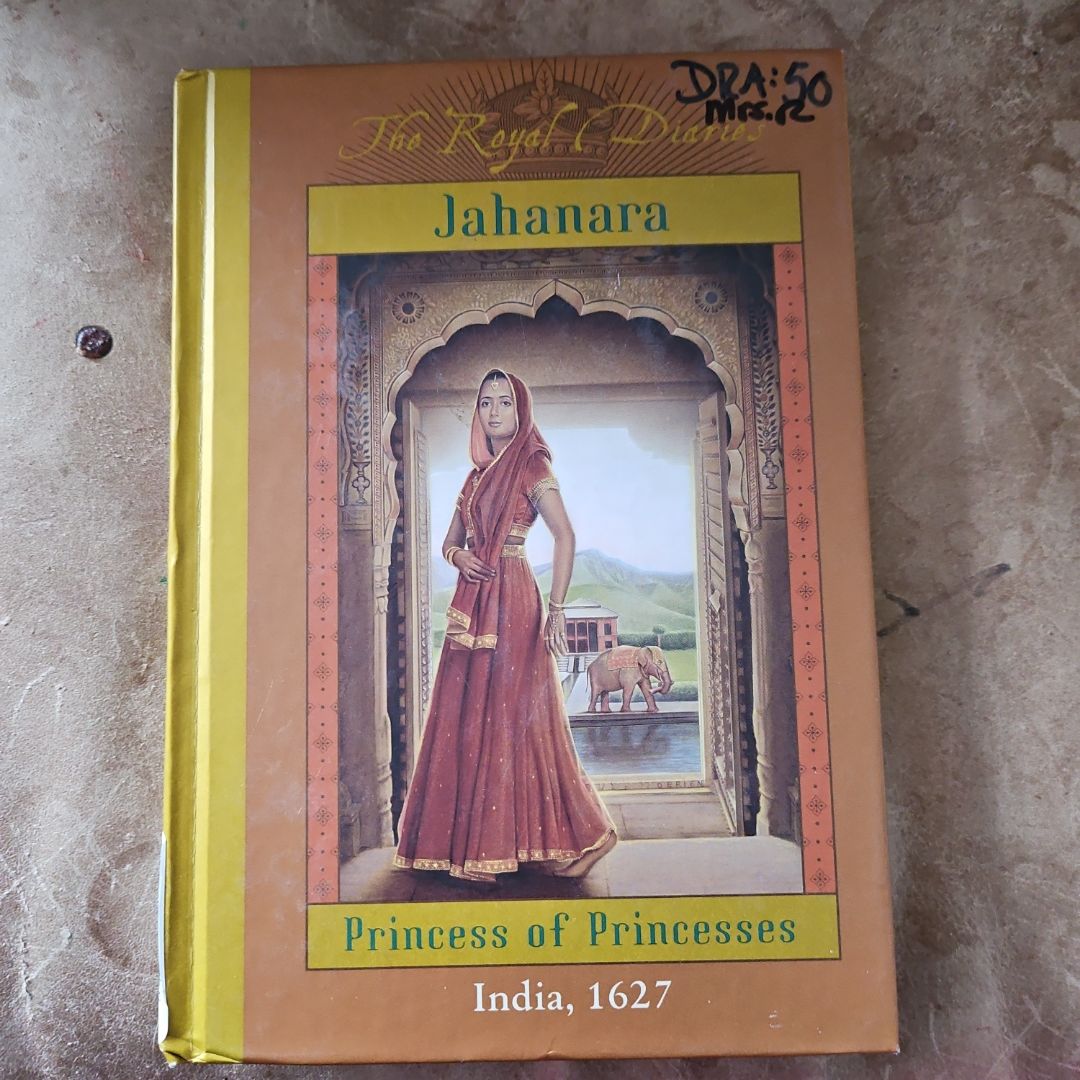 DRA: 50
Mrs. R
The Royal Diaries
Jahanara
Princess of Princesses
India, 1627